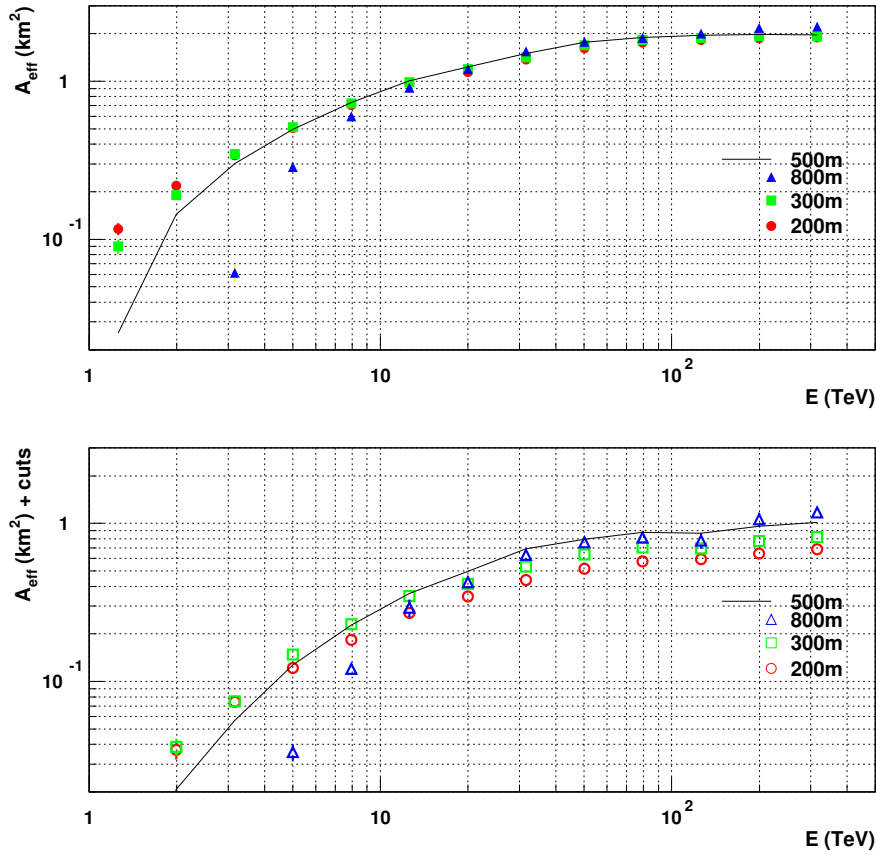 A_eff (km²)
1
10⁻¹
500m
800m
300m
200m
1
10
10²
E (TeV)
A_eff (km²) + cuts
1
10⁻¹
500m
800m
300m
200m
1
10
10²
E (TeV)